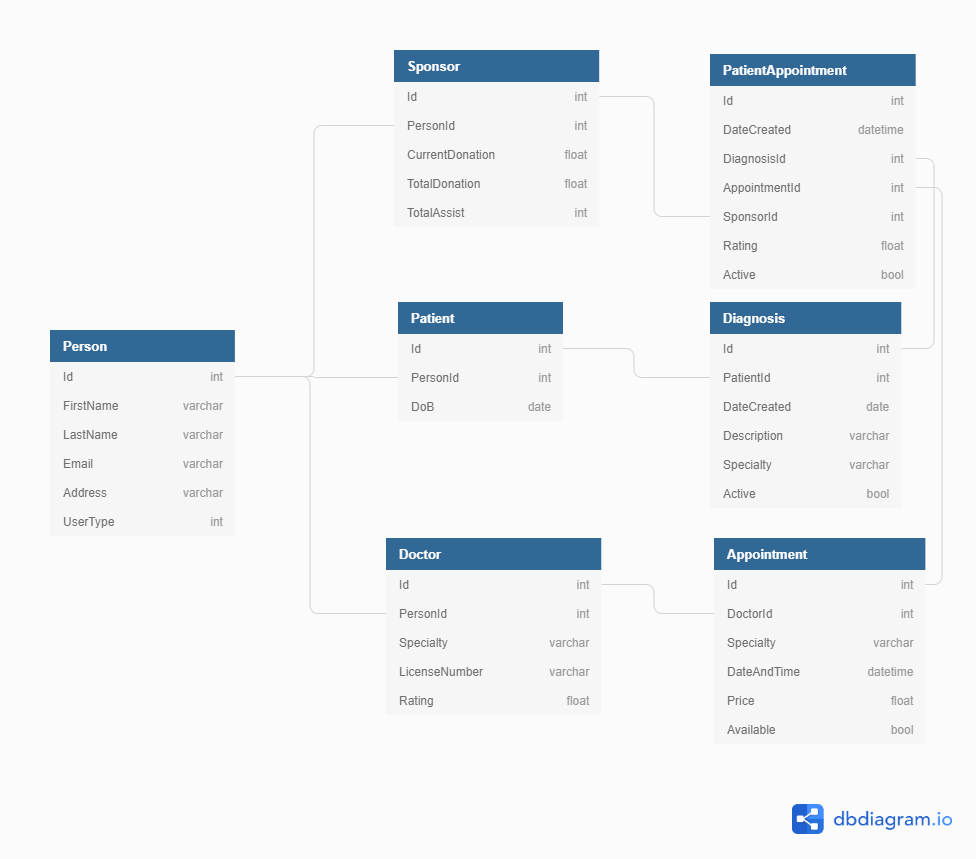 Sponsor
Id int
PersonId int
CurrentDonation float
TotalDonation float
TotalAssist int
PatientAppointment
Id int
DateCreated datetime
DiagnosisId int
AppointmentId int
SponsorId int
Rating float
Active bool
Person
Id int
FirstName varchar
LastName varchar
Email varchar
Address varchar
UserType int
Patient
Id int
PersonId int
DoB date
Diagnosis
Id int
PatientId int
DateCreated date
Description varchar
Specialty varchar
Active bool
Doctor
Id int
PersonId int
Specialty varchar
LicenseNumber varchar
Rating float
Appointment
Id int
DoctorId int
Specialty varchar
DateAndTime datetime
Price float
Available bool
dbdiagram.io